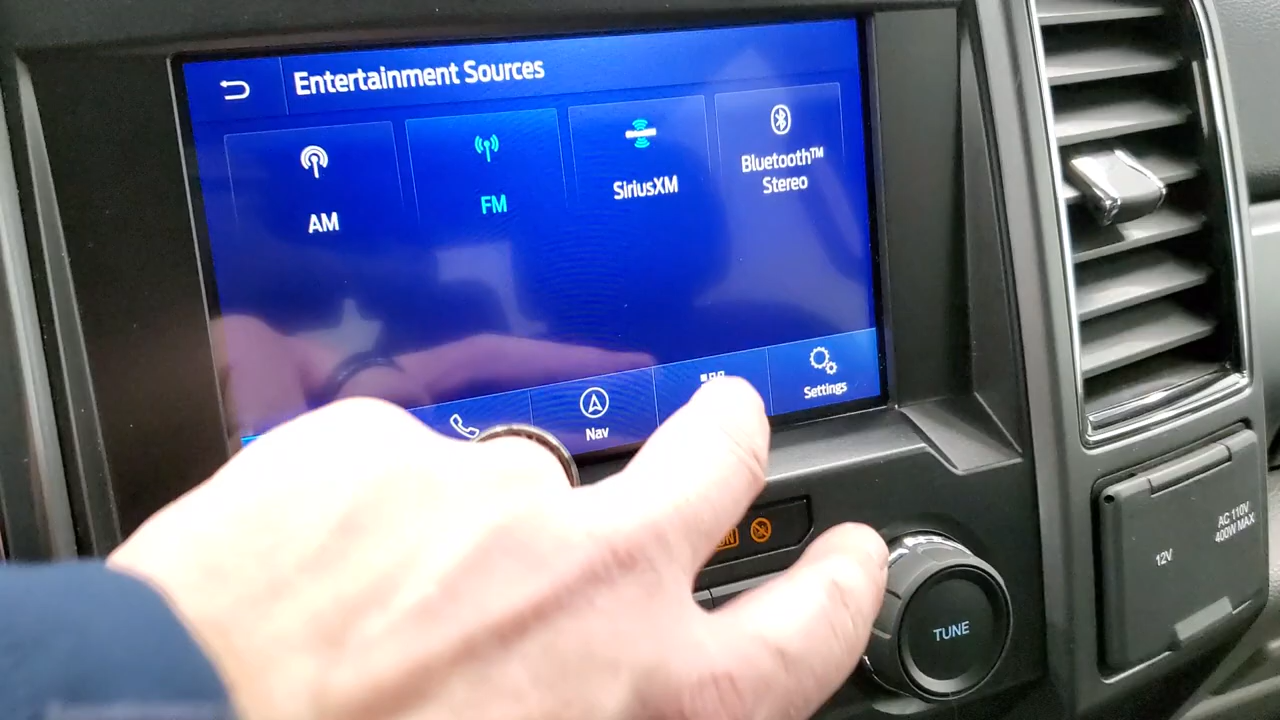 Entertainment Sources
AM
FM
SiriusXM
Bluetooth™
Stereo
Nav
Settings
TUNE
12V
AC 110V
400W MAX